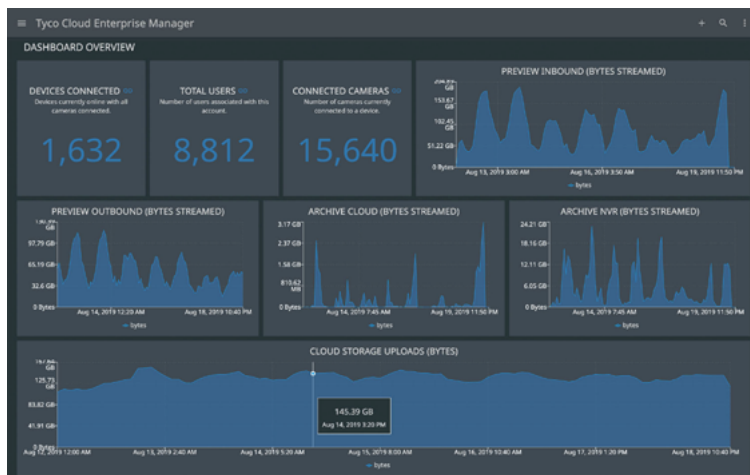 Tyco Cloud Enterprise Manager
DASHBOARD OVERVIEW
DEVICES CONNECTED
Devices currently online with all
cameras connected.
1,632
TOTAL USERS
Number of users associated with this
account.
8,812
CONNECTED CAMERAS
Number of cameras currently
connected to a device.
15,640
PREVIEW INBOUND (BYTES STREAMED)
GB
153.67
GB
102.45
GB
51.22 GB
0 Bytes
Aug 13, 2019 3:00 AM
Aug 16, 2019 3:50 AM
Aug 19, 2019 11:50 PM
bytes
PREVIEW OUTBOUND (BYTES STREAMED)
GB
97.79 GB
65.19 GB
32.6 GB
0 Bytes
Aug 14, 2019 12:20 AM
Aug 18, 2019 10:40 PM
bytes
ARCHIVE CLOUD (BYTES STREAMED)
3.17 GB
2.37 GB
1.58 GB
810.62
MB
0 Bytes
Aug 14, 2019 7:45 AM
Aug 19, 2019 11:50 PM
bytes
ARCHIVE NVR (BYTES STREAMED)
24.21 GB
18.16 GB
12.11 GB
6.05 GB
0 Bytes
Aug 14, 2019 7:45 AM
Aug 19, 2019 11:50 PM
bytes
CLOUD STORAGE UPLOADS (BYTES)
GB
125.73
GB
83.82 GB
41.91 GB
0 Bytes
145.39 GB
Aug 14, 2019 3:20 PM
Aug 12, 2019 12:00 AM
Aug 13, 2019 2:40 AM
Aug 14, 2019 5:20 AM
Aug 15, 2019 8:00 AM
Aug 16, 2019 10:40 AM
Aug 17, 2019 1:20 PM
Aug 18, 2019 10:40 PM
bytes